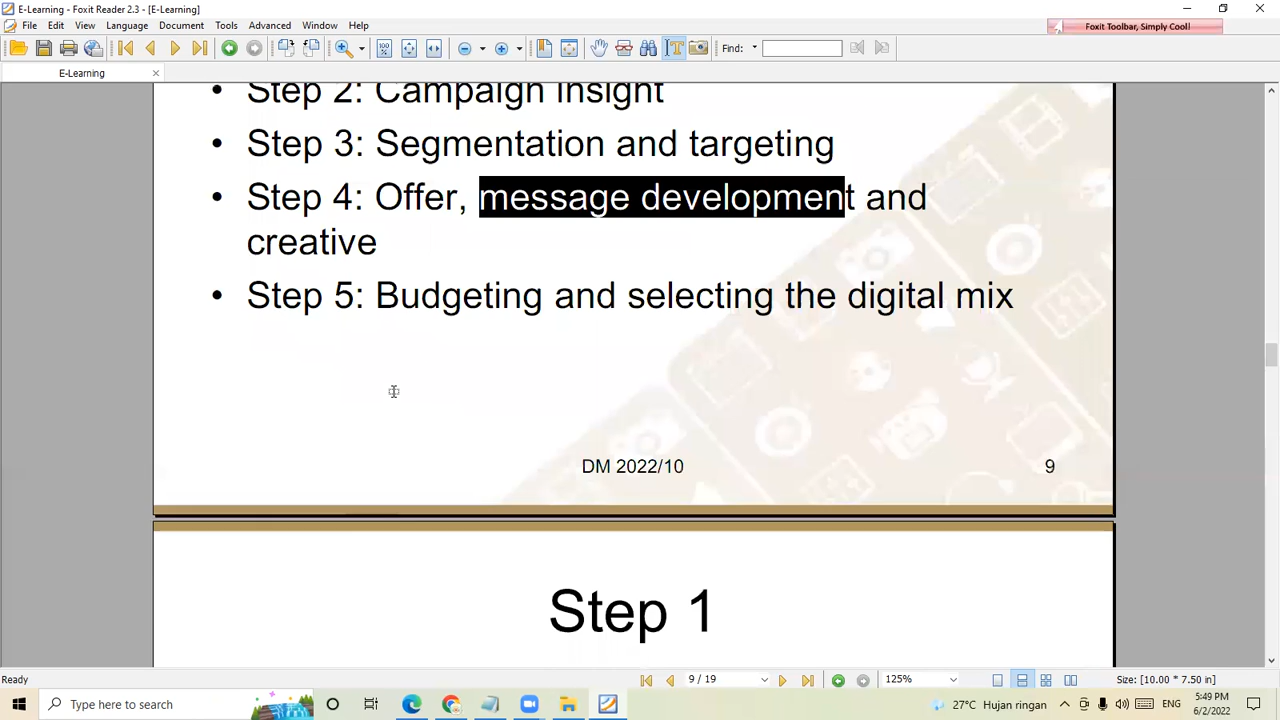 E-Learning - Foxit Reader 2.3 - [E-Learning]
File Edit View Language Document Tools Advanced Window Help
Foxit Toolbar, Simply Cool!
Find:
E-Learning
• Step 2: Campaign insight
• Step 3: Segmentation and targeting
• Step 4: Offer, message development and
creative
• Step 5: Budgeting and selecting the digital mix
DM 2022/10 9
Step 1
Ready 9 / 19 125% Size: [10.00 * 7.50 in]
Type here to search 27°C Hujan ringan ENG 5:49 PM
6/2/2022